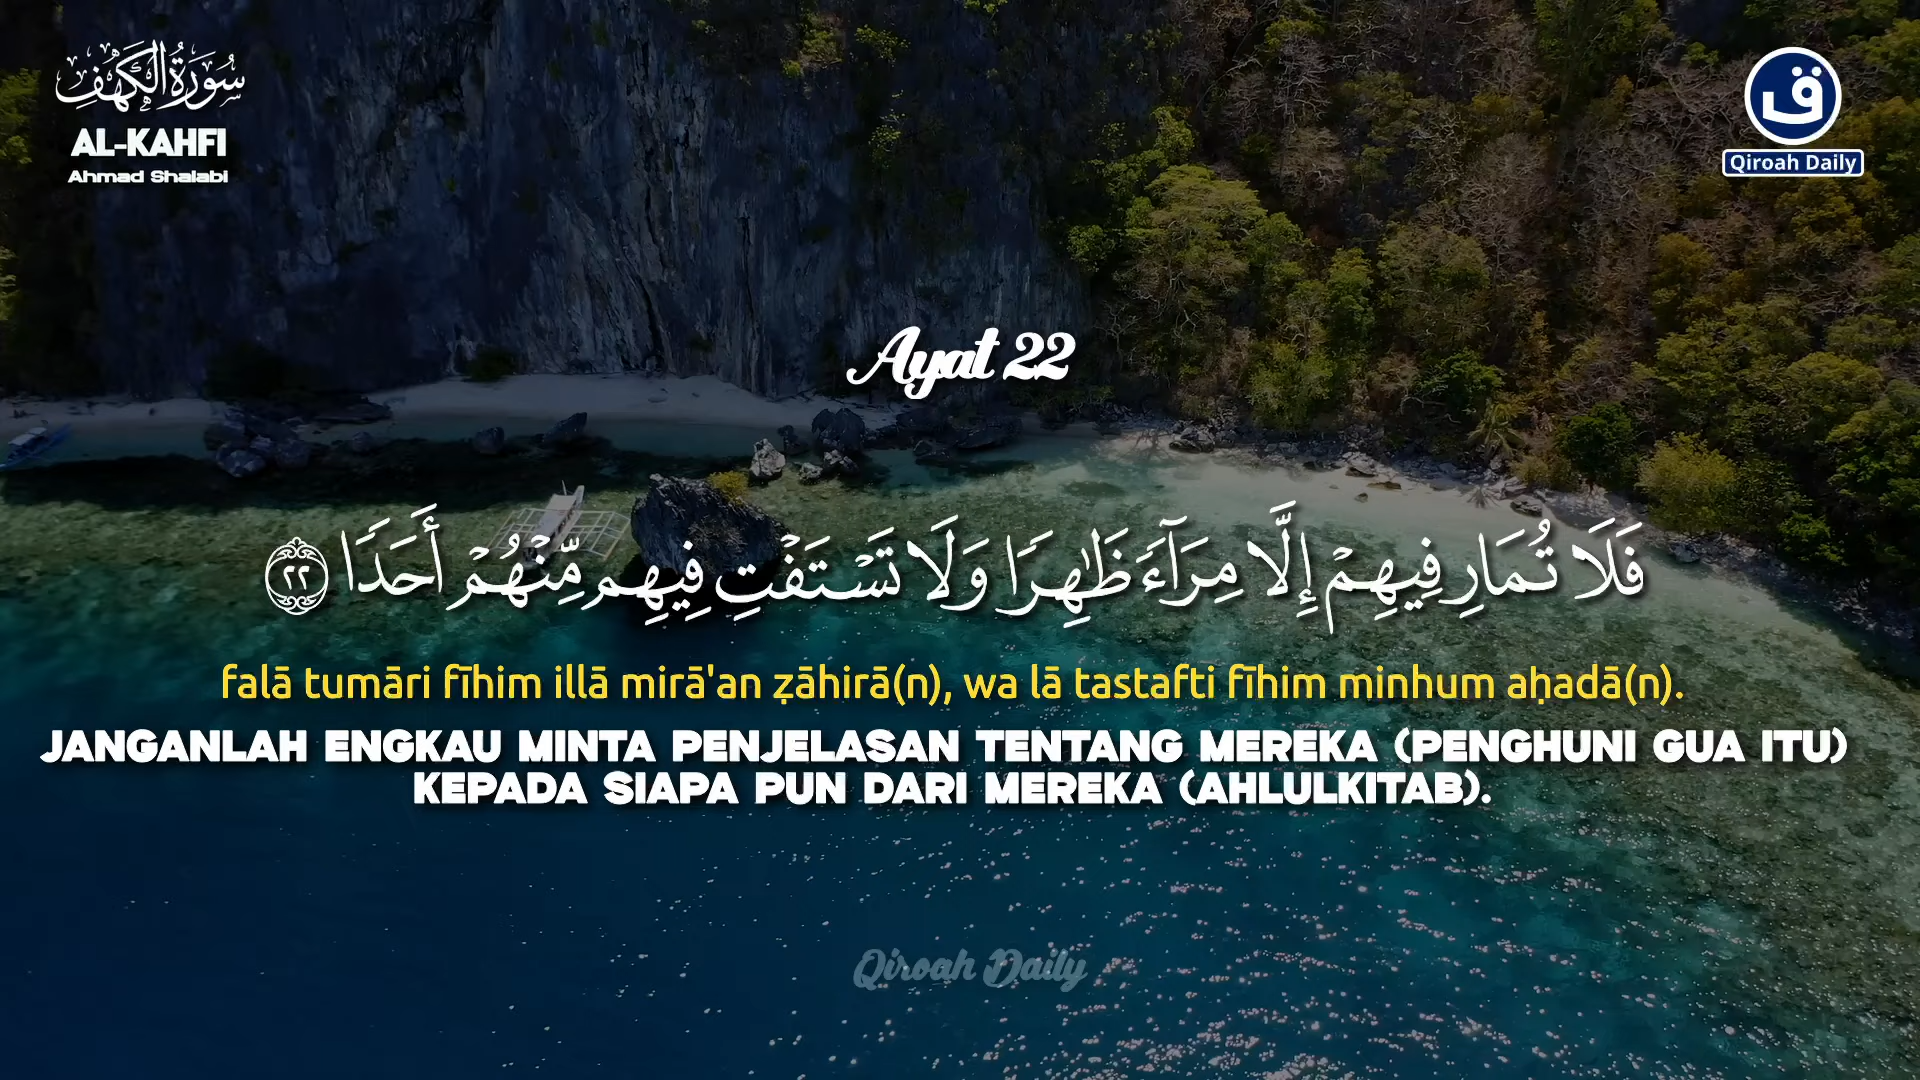 سُورَةُ الْكَهْفِ
AL-KAHFI
Ahmad Shalabi
ق
Qiroah Daily
Ayat 22
فَلَا تُمَارِ فِيهِمْ إِلَّا مِرَآءً ظَٰهِرًا وَلَا تَسْتَفْتِ فِيهِم مِّنْهُمْ أَحَدًا ٢٢
falā tumāri fīhim illā mirā'an ẓāhirā(n), wa lā tastafti fīhim minhum aḥadā(n).
JANGANLAH ENGKAU MINTA PENJELASAN TENTANG MEREKA (PENGHUNI GUA ITU)
KEPADA SIAPA PUN DARI MEREKA (AHLULKITAB).
Qiroah Daily